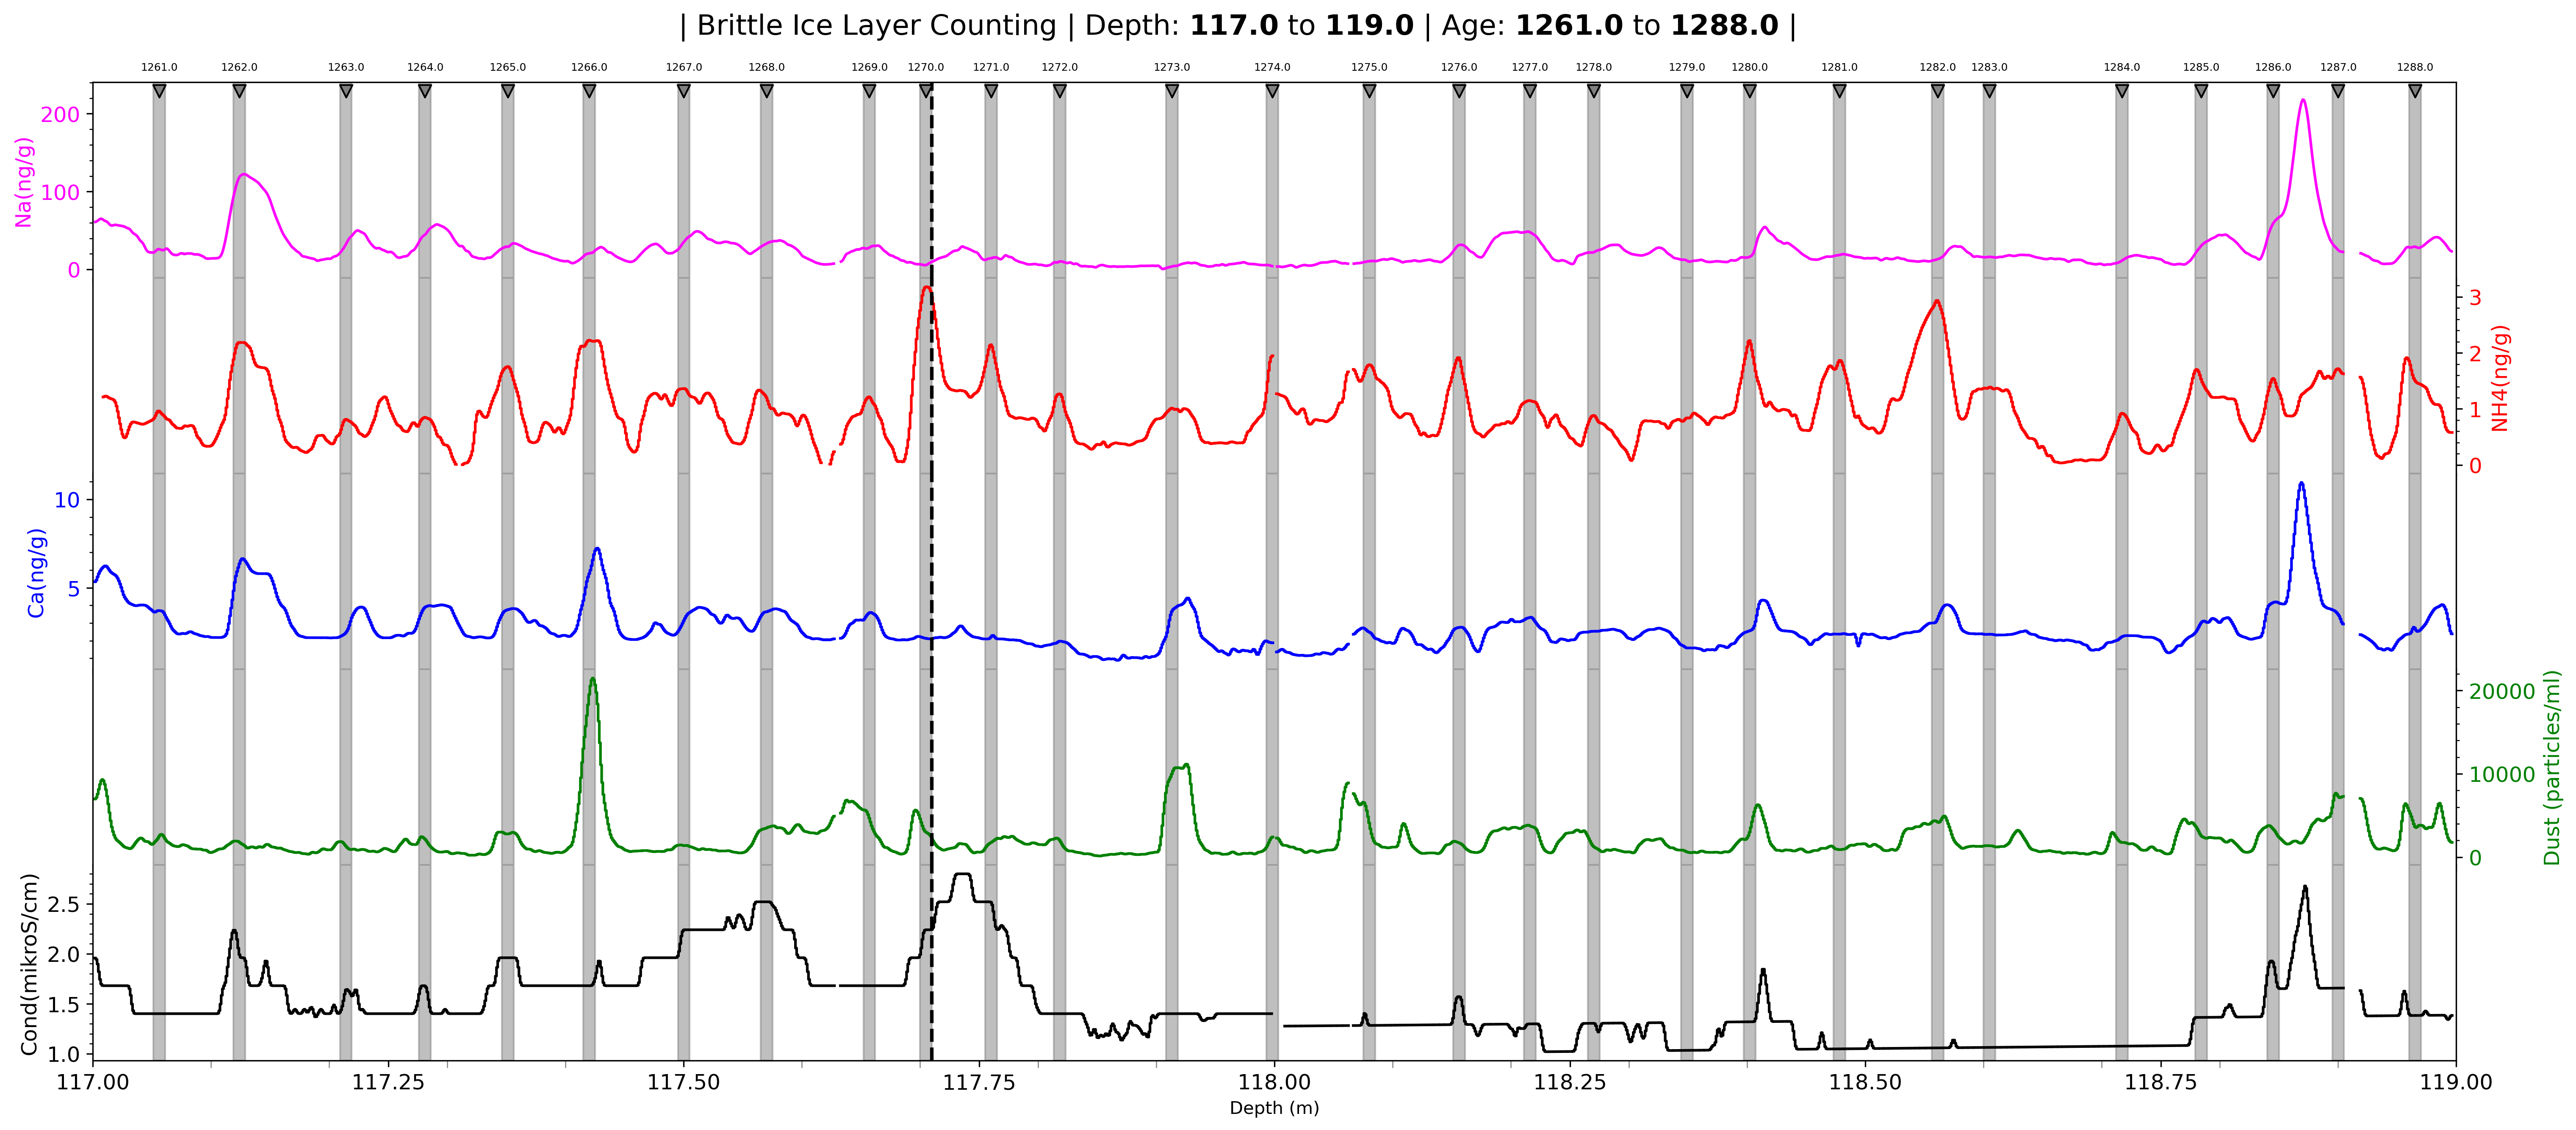 | Brittle Ice Layer Counting | Depth: 117.0 to 119.0 | Age: 1261.0 to 1288.0 |
1261.0 1262.0 1263.0 1264.0 1265.0 1266.0 1267.0 1268.0 1269.0 1270.0 1271.0 1272.0 1273.0 1274.0 1275.0 1276.0 1277.0 1278.0 1279.0 1280.0 1281.0 1282.0 1283.0 1284.0 1285.0 1286.0 1287.0 1288.0
Na(ng/g)
200
100
0
NH4(ng/g)
3
2
1
0
Ca(ng/g)
10
5
Dust (particles/ml)
20000
10000
0
Cond(mikroS/cm)
2.5
2.0
1.5
1.0
117.00 117.25 117.50 117.75 118.00 118.25 118.50 118.75 119.00
Depth (m)